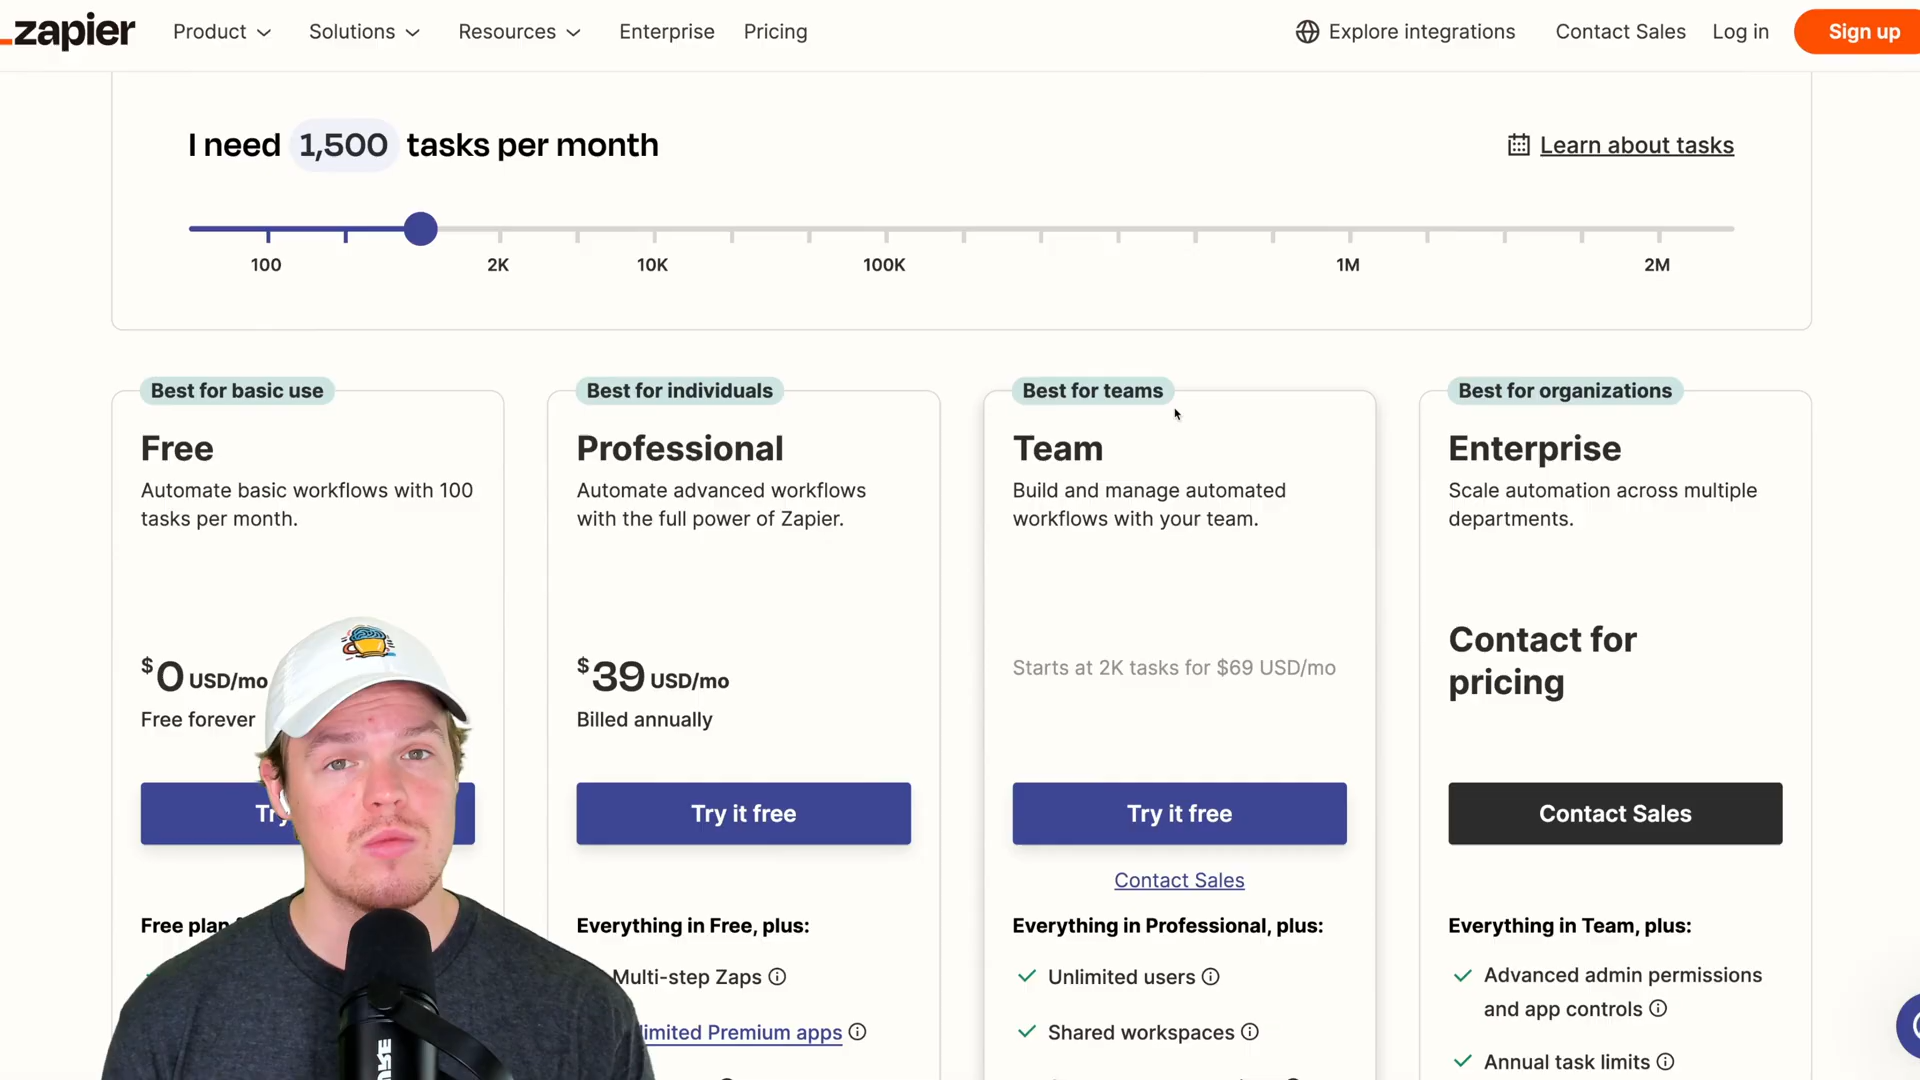 zapier
Product
Solutions
Resources
Enterprise
Pricing
Explore integrations
Contact Sales
Log in
Sign up
I need 1,500 tasks per month
Learn about tasks
100
2K
10K
100K
1M
2M
Best for basic use
Free
Automate basic workflows with 100
tasks per month.
$0 USD/mo
Free forever
Try
Free plan
Best for individuals
Professional
Automate advanced workflows
with the full power of Zapier.
$39 USD/mo
Billed annually
Try it free
Everything in Free, plus:
Multi-step Zaps
imited Premium apps
Best for teams
Team
Build and manage automated
workflows with your team.
Starts at 2K tasks for $69 USD/mo
Try it free
Contact Sales
Everything in Professional, plus:
Unlimited users
Shared workspaces
Best for organizations
Enterprise
Scale automation across multiple
departments.
Contact for
pricing
Contact Sales
Everything in Team, plus:
Advanced admin permissions
and app controls
Annual task limits